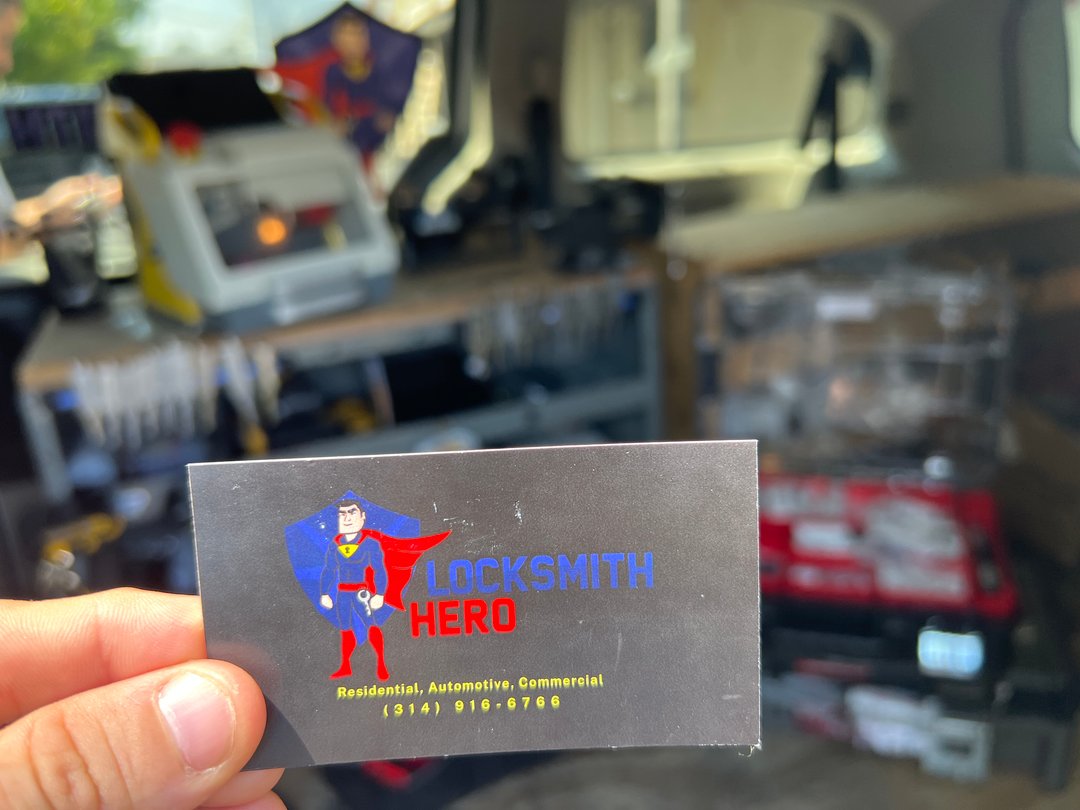 LOCKSMITH
HERO
Residential, Automotive, Commercial
(314) 916-6766